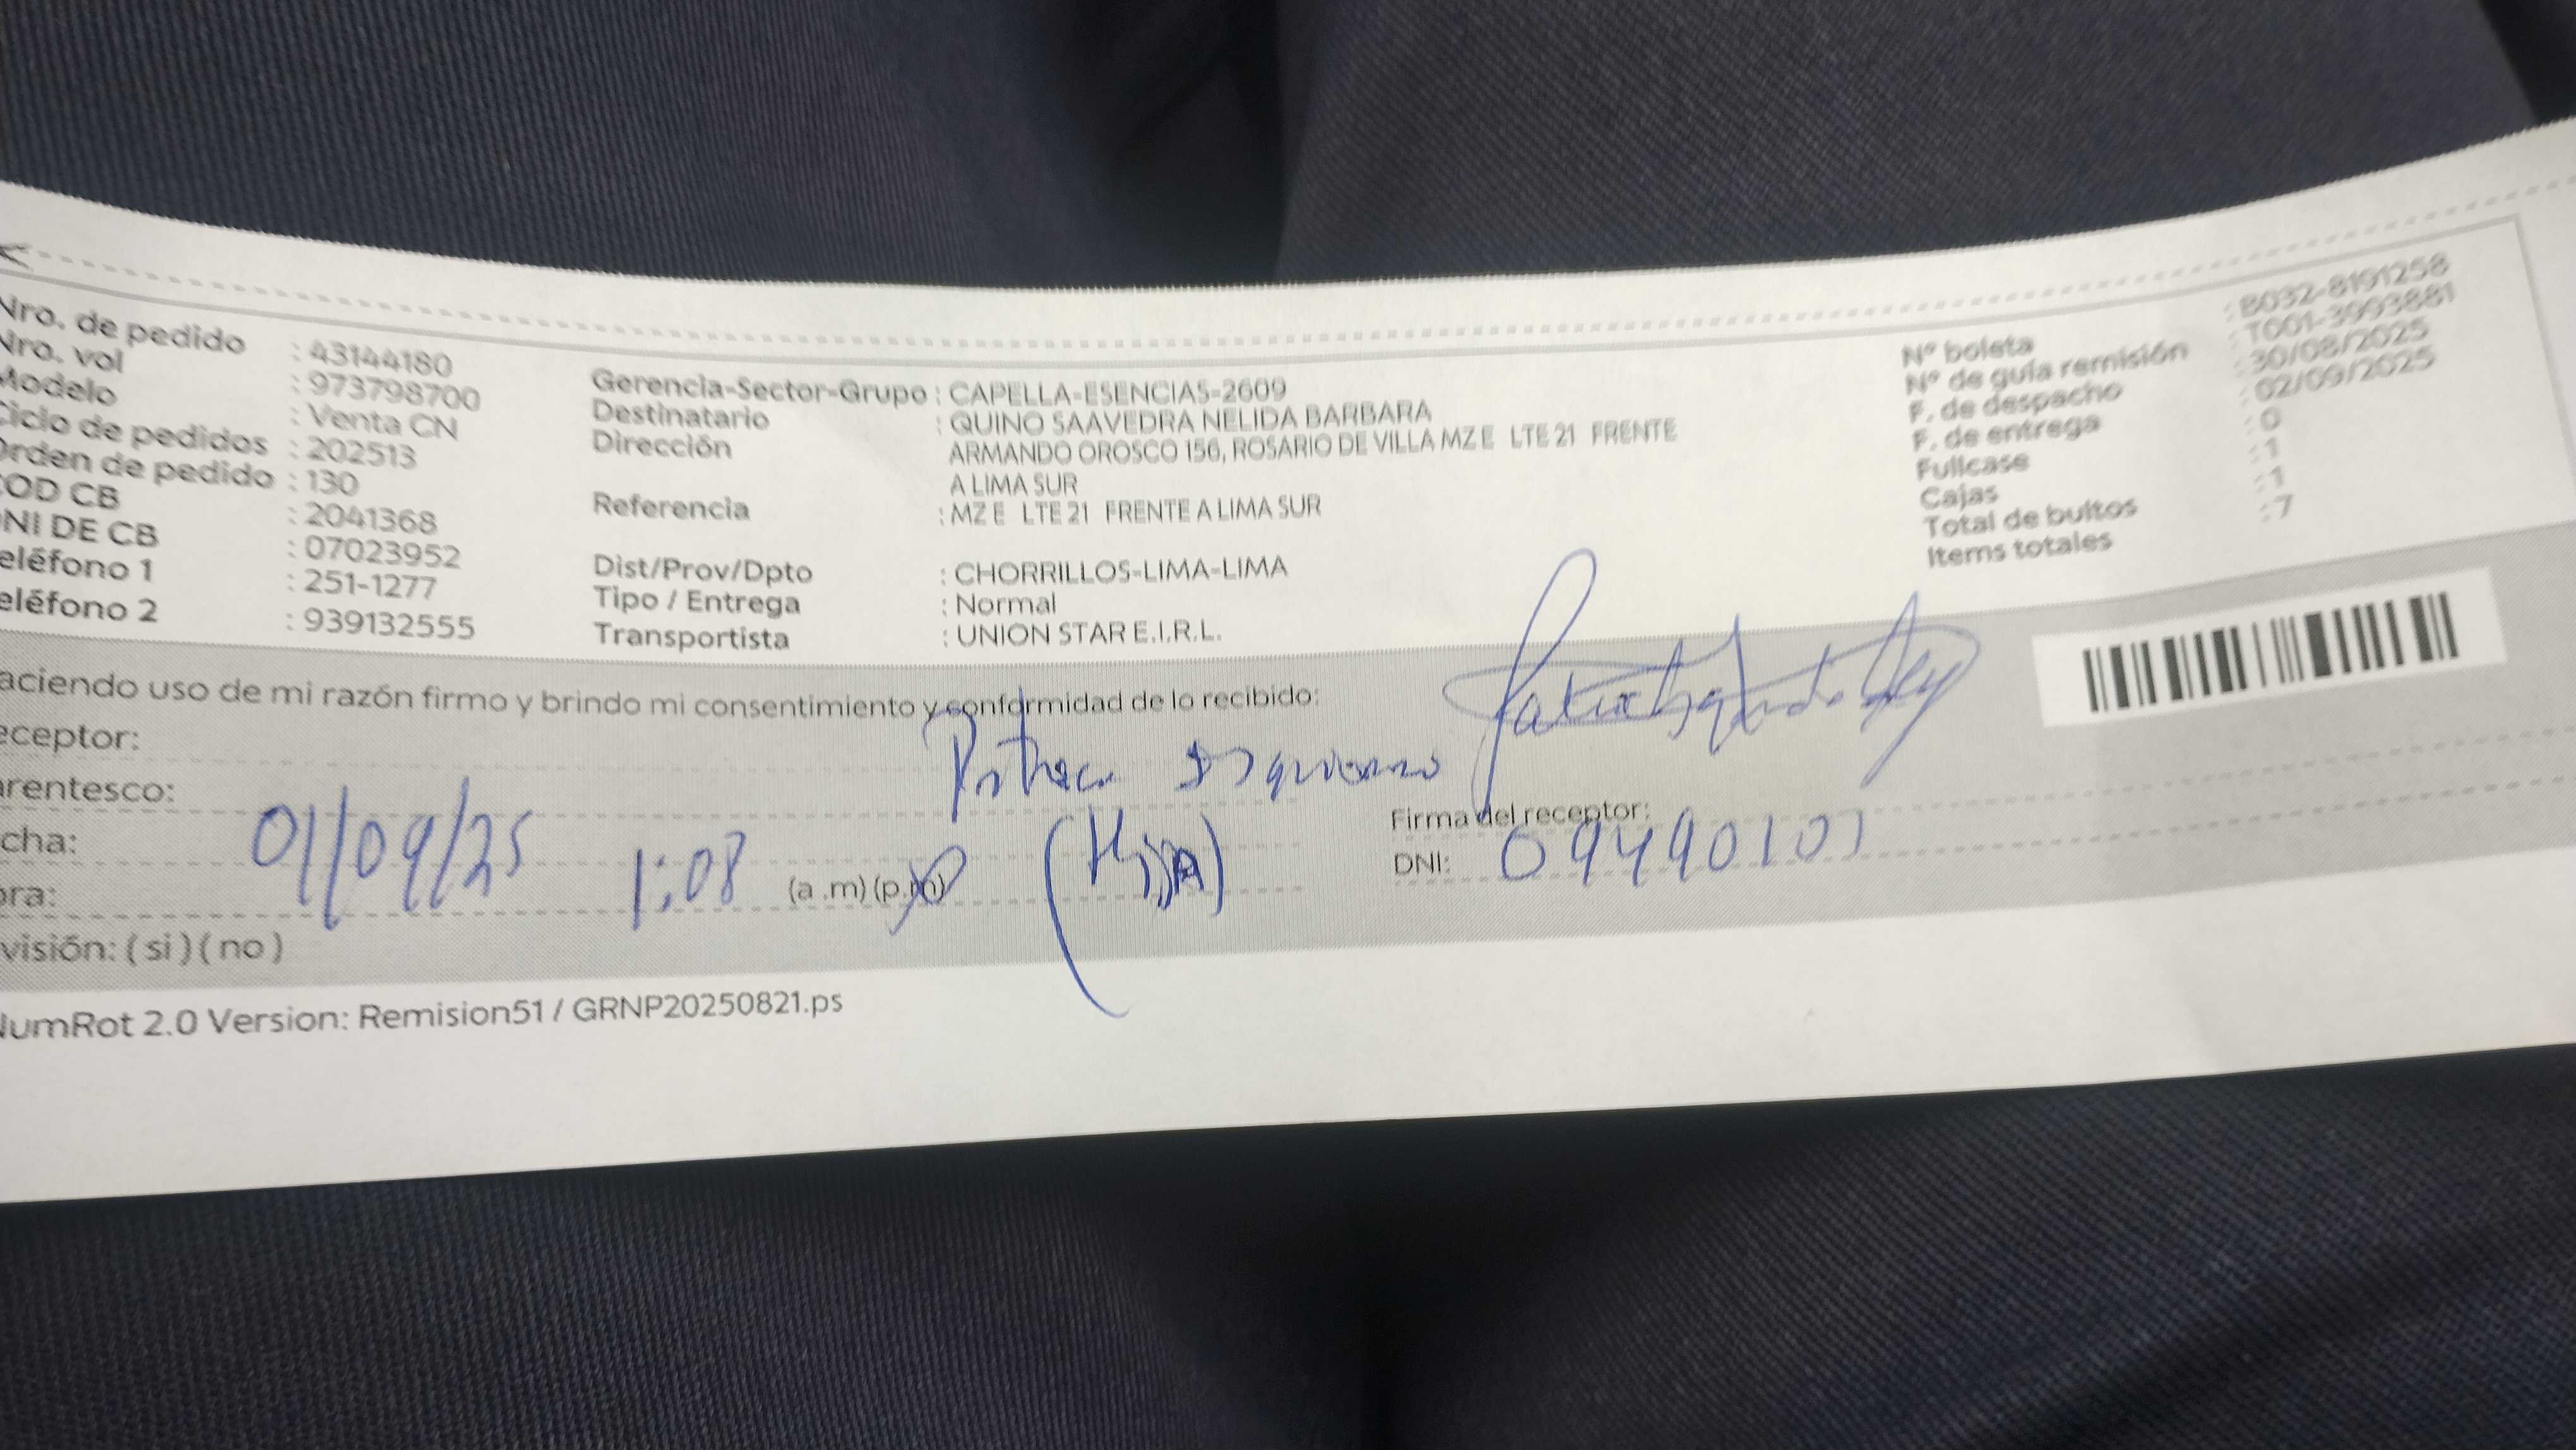 Nro. de pedido : 43144180
Nro. vol : 973798700
Modelo : Venta CN
Ciclo de pedidos : 202513
Orden de pedido : 130
COD CB : 2041368
DNI DE CB : 07023952
eléfono 1 : 251-1277
eléfono 2 : 939132555
Gerencia-Sector-Grupo : CAPELLA-ESENCIAS-2609
Destinatario : QUINO SAAVEDRA NELIDA BARBARA
Dirección ARMANDO OROSCO 156, ROSARIO DE VILLA MZ E LTE 21 FRENTE
A LIMA SUR
Referencia : MZ E LTE 21 FRENTE A LIMA SUR
Dist/Prov/Dpto : CHORRILLOS-LIMA-LIMA
Tipo / Entrega : Normal
Transportista : UNION STAR E.I.R.L.
Nº boleta : B032-8191258
Nº de guía remisión : T001-3993881
F. de despacho : 30/08/2025
F. de entrega : 02/09/2025
Fullcase : 0
Cajas : 1
Total de bultos : 1
Items totales : 7
aciendo uso de mi razón firmo y brindo mi consentimiento y conformidad de lo recibido:
eceptor:
arentesco:
cha: 01/09/25
ora: 1:08 (a .m) (p.m)
(Hija)
Firma del receptor:
DNI:
visión: ( si ) ( no )
NumRot 2.0 Version: Remision51 / GRNP20250821.ps